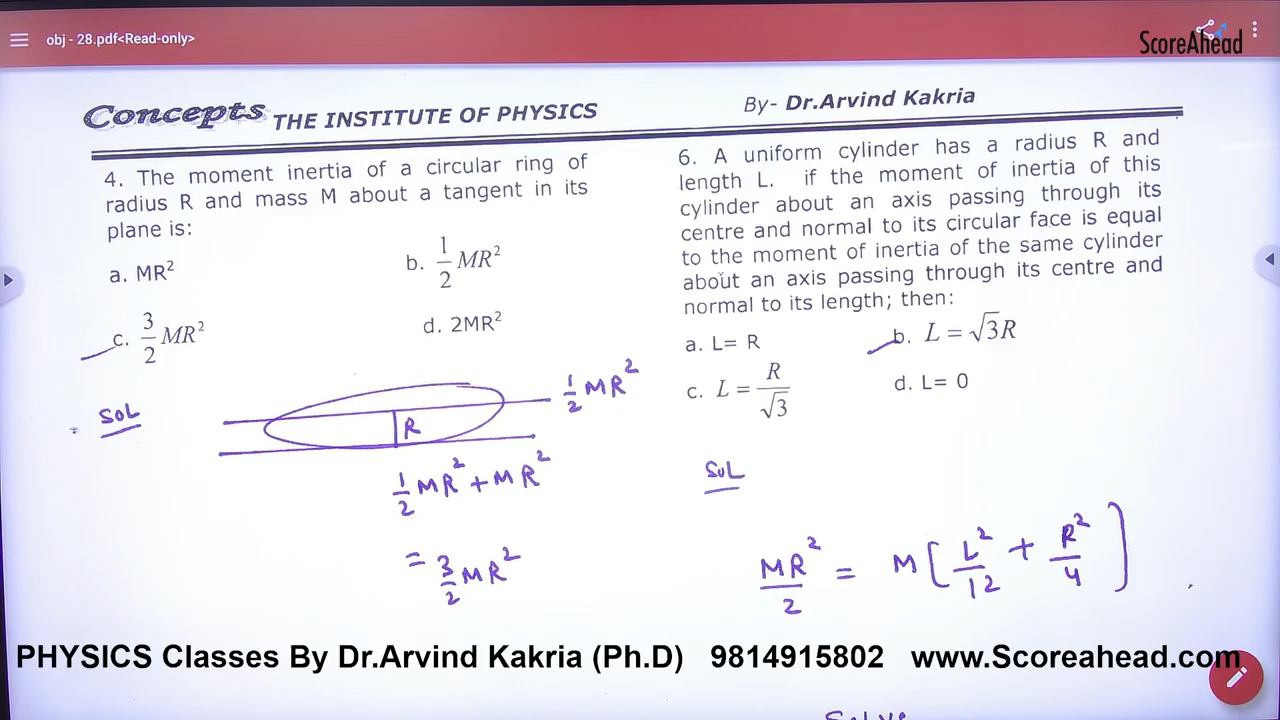 obj - 28.pdf<Read-only>
ScoreAhead
Concepts THE INSTITUTE OF PHYSICS
By- Dr.Arvind Kakria
4. The moment inertia of a circular ring of
radius R and mass M about a tangent in its
plane is:
a. MR²
b. 1/2 MR²
c. 3/2 MR²
d. 2MR²
SOL
1/2 MR²
R
1/2 MR² + MR²
= 3/2 MR²
6. A uniform cylinder has a radius R and
length L. if the moment of inertia of this
cylinder about an axis passing through its
centre and normal to its circular face is equal
to the moment of inertia of the same cylinder
about an axis passing through its centre and
normal to its length; then:
a. L= R
b. L = √3R
c. L = R/√3
d. L= 0
SOL
MR²/2 = M[L²/12 + R²/4]
Solve
PHYSICS Classes By Dr.Arvind Kakria (Ph.D) 9814915802 www.Scoreahead.com